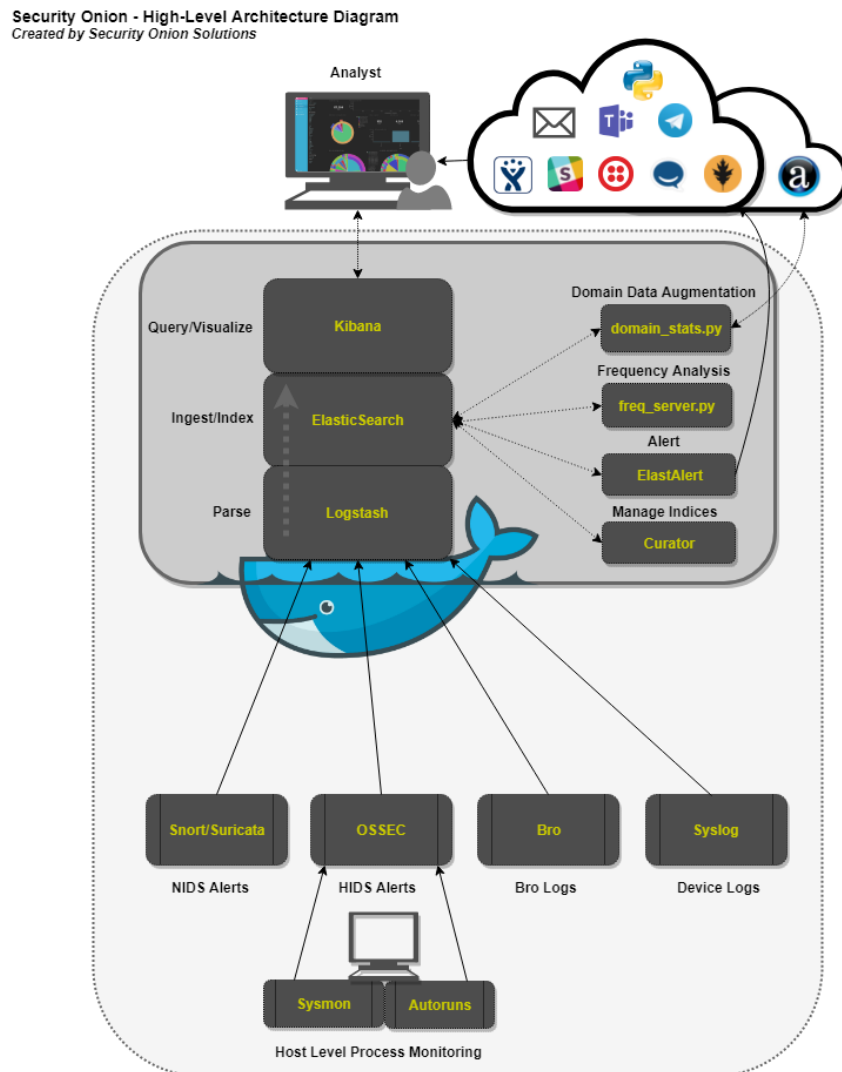 Security Onion - High-Level Architecture Diagram
Created by Security Onion Solutions
Analyst
T
S
a
Domain Data Augmentation
Query/Visualize
Kibana
domain_stats.py
Frequency Analysis
Ingest/Index
ElasticSearch
freq_server.py
Alert
ElastAlert
Parse
Logstash
Manage Indices
Curator
Snort/Suricata
OSSEC
Bro
Syslog
NIDS Alerts
HIDS Alerts
Bro Logs
Device Logs
Sysmon
Autoruns
Host Level Process Monitoring